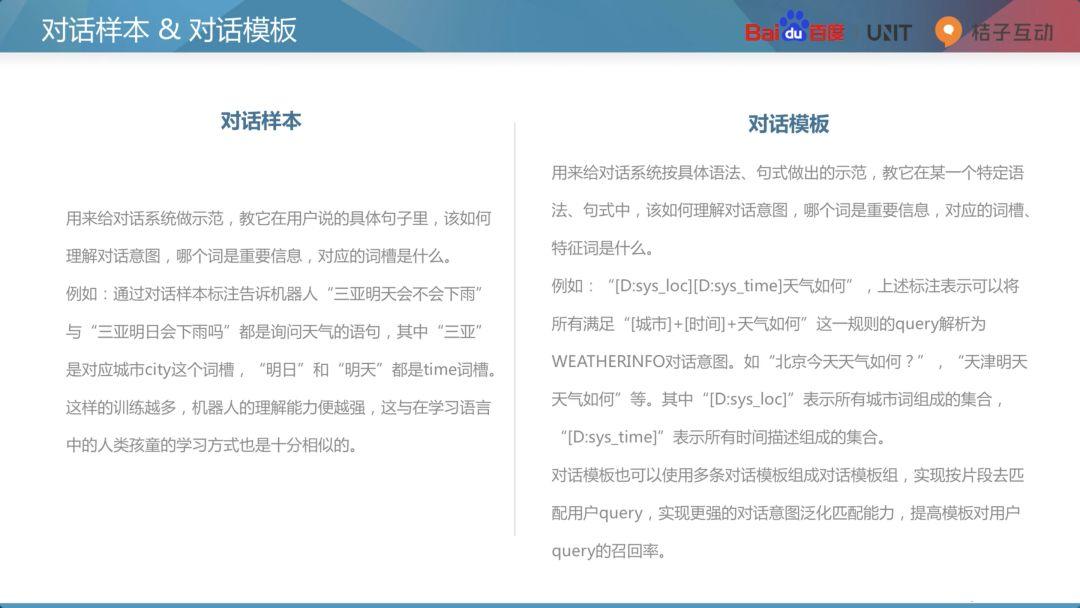 对话样本 & 对话模板
Bai du 百度
UNIT
桔子互动
对话样本
用来给对话系统做示范，教它在用户说的具体句子里，该如何
理解对话意图，哪个词是重要信息，对应的词槽是什么。
例如：通过对话样本标注告诉机器人“三亚明天会不会下雨”
与“三亚明日会下雨吗”都是询问天气的语句，其中“三亚”
是对应城市city这个词槽，“明日”和“明天”都是time词槽。
这样的训练越多，机器人的理解能力便越强，这与在学习语言
中的人类孩童的学习方式也是十分相似的。
对话模板
用来给对话系统按具体语法、句式做出的示范，教它在某一个特定语
法、句式中，该如何理解对话意图，哪个词是重要信息，对应的词槽、
特征词是什么。
例如：“[D:sys_loc][D:sys_time]天气如何”，上述标注表示可以将
所有满足“[城市]+[时间]+天气如何”这一规则的query解析为
WEATHERINFO对话意图。如“北京今天天气如何？”，“天津明天
天气如何”等。其中“[D:sys_loc]”表示所有城市词组成的集合，
“[D:sys_time]”表示所有时间描述组成的集合。
对话模板也可以使用多条对话模板组成对话模板组，实现按片段去匹
配用户query，实现更强的对话意图泛化匹配能力，提高模板对用户
query的召回率。